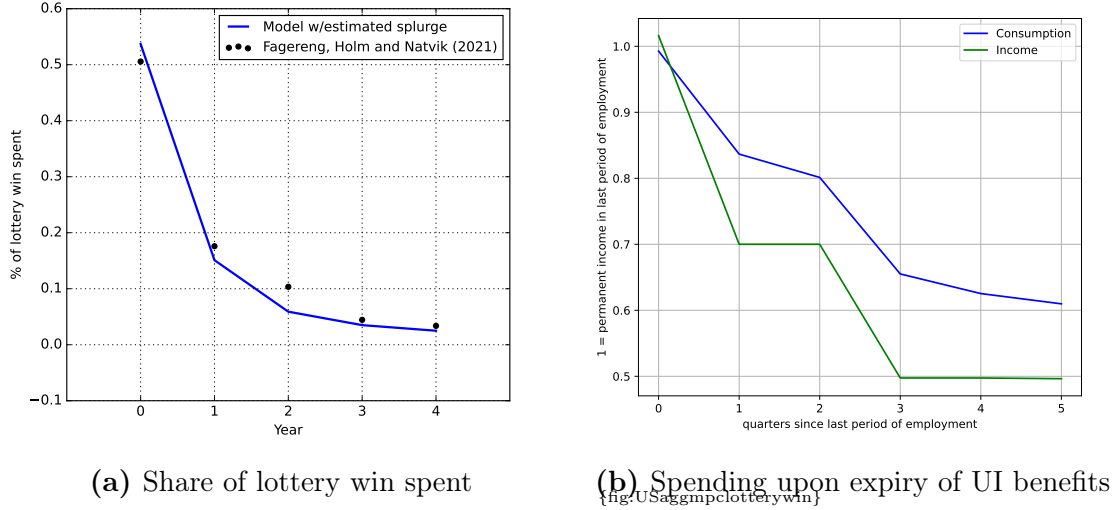 0.6
0.5
0.4
0.3
0.2
0.1
0.0
−0.1
% of lottery win spent
Model w/estimated splurge
Fagereng, Holm and Natvik (2021)
0 1 2 3 4
Year
(a) Share of lottery win spent
1.0
0.9
0.8
0.7
0.6
0.5
1 = permanent income in last period of employment
Consumption
Income
0 1 2 3 4 5
quarters since last period of employment
(b) Spending upon expiry of UI benefits
{fig:USaggmpclotterywin}